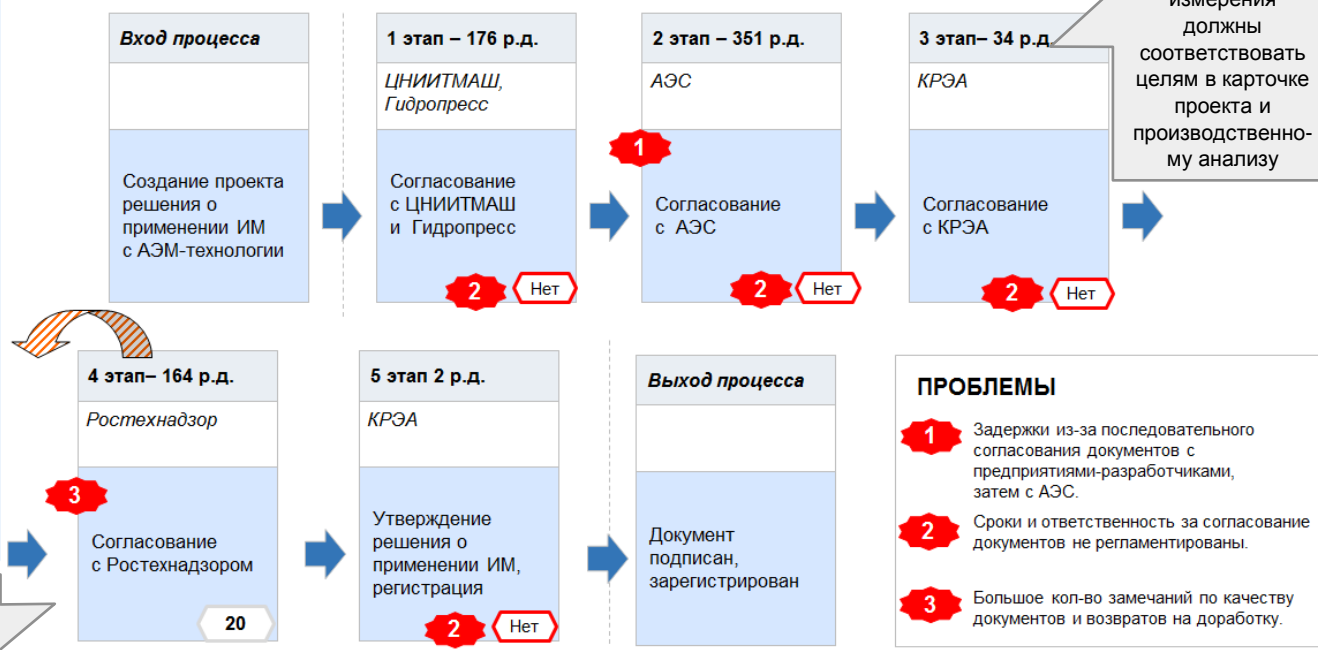 Вход процесса
1 этап – 176 р.д.
ЦНИИТМАШ,
Гидропресс
2 этап – 351 р.д.
АЭС
3 этап– 34 р.д.
КРЭА
измерения
должны
соответствовать
целям в карточке
проекта и
производственно-
му анализу
Создание проекта
решения о
применении ИМ
с АЭМ-технологии
Согласование
с ЦНИИТМАШ
и Гидропресс
2
Нет
1
Согласование
с АЭС
2
Нет
Согласование
с КРЭА
2
Нет
4 этап– 164 р.д.
Ростехнадзор
3
Согласование
с Ростехнадзором
20
5 этап 2 р.д.
КРЭА
Утверждение
решения о
применении ИМ,
регистрация
2
Нет
Выход процесса
Документ
подписан,
зарегистрирован
ПРОБЛЕМЫ
1
Задержки из-за последовательного
согласования документов с
предприятиями-разработчиками,
затем с АЭС.
2
Сроки и ответственность за согласование
документов не регламентированы.
3
Большое кол-во замечаний по качеству
документов и возвратов на доработку.